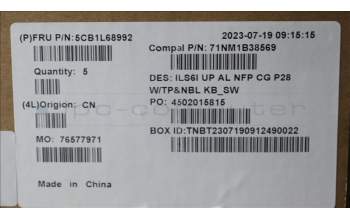 (P)FRU P/N:5CB1L68992
2023-07-19 09:15:15
Compal P/N: 71NM1B38569
Quantity: 5
DES: ILS6I UP AL NFP CG P28
W/TP&NBL KB_SW
(4L)Origion: CN
PO: 4502015815
MO: 76577971
BOX ID:TNBT2307190912490022
Made in China